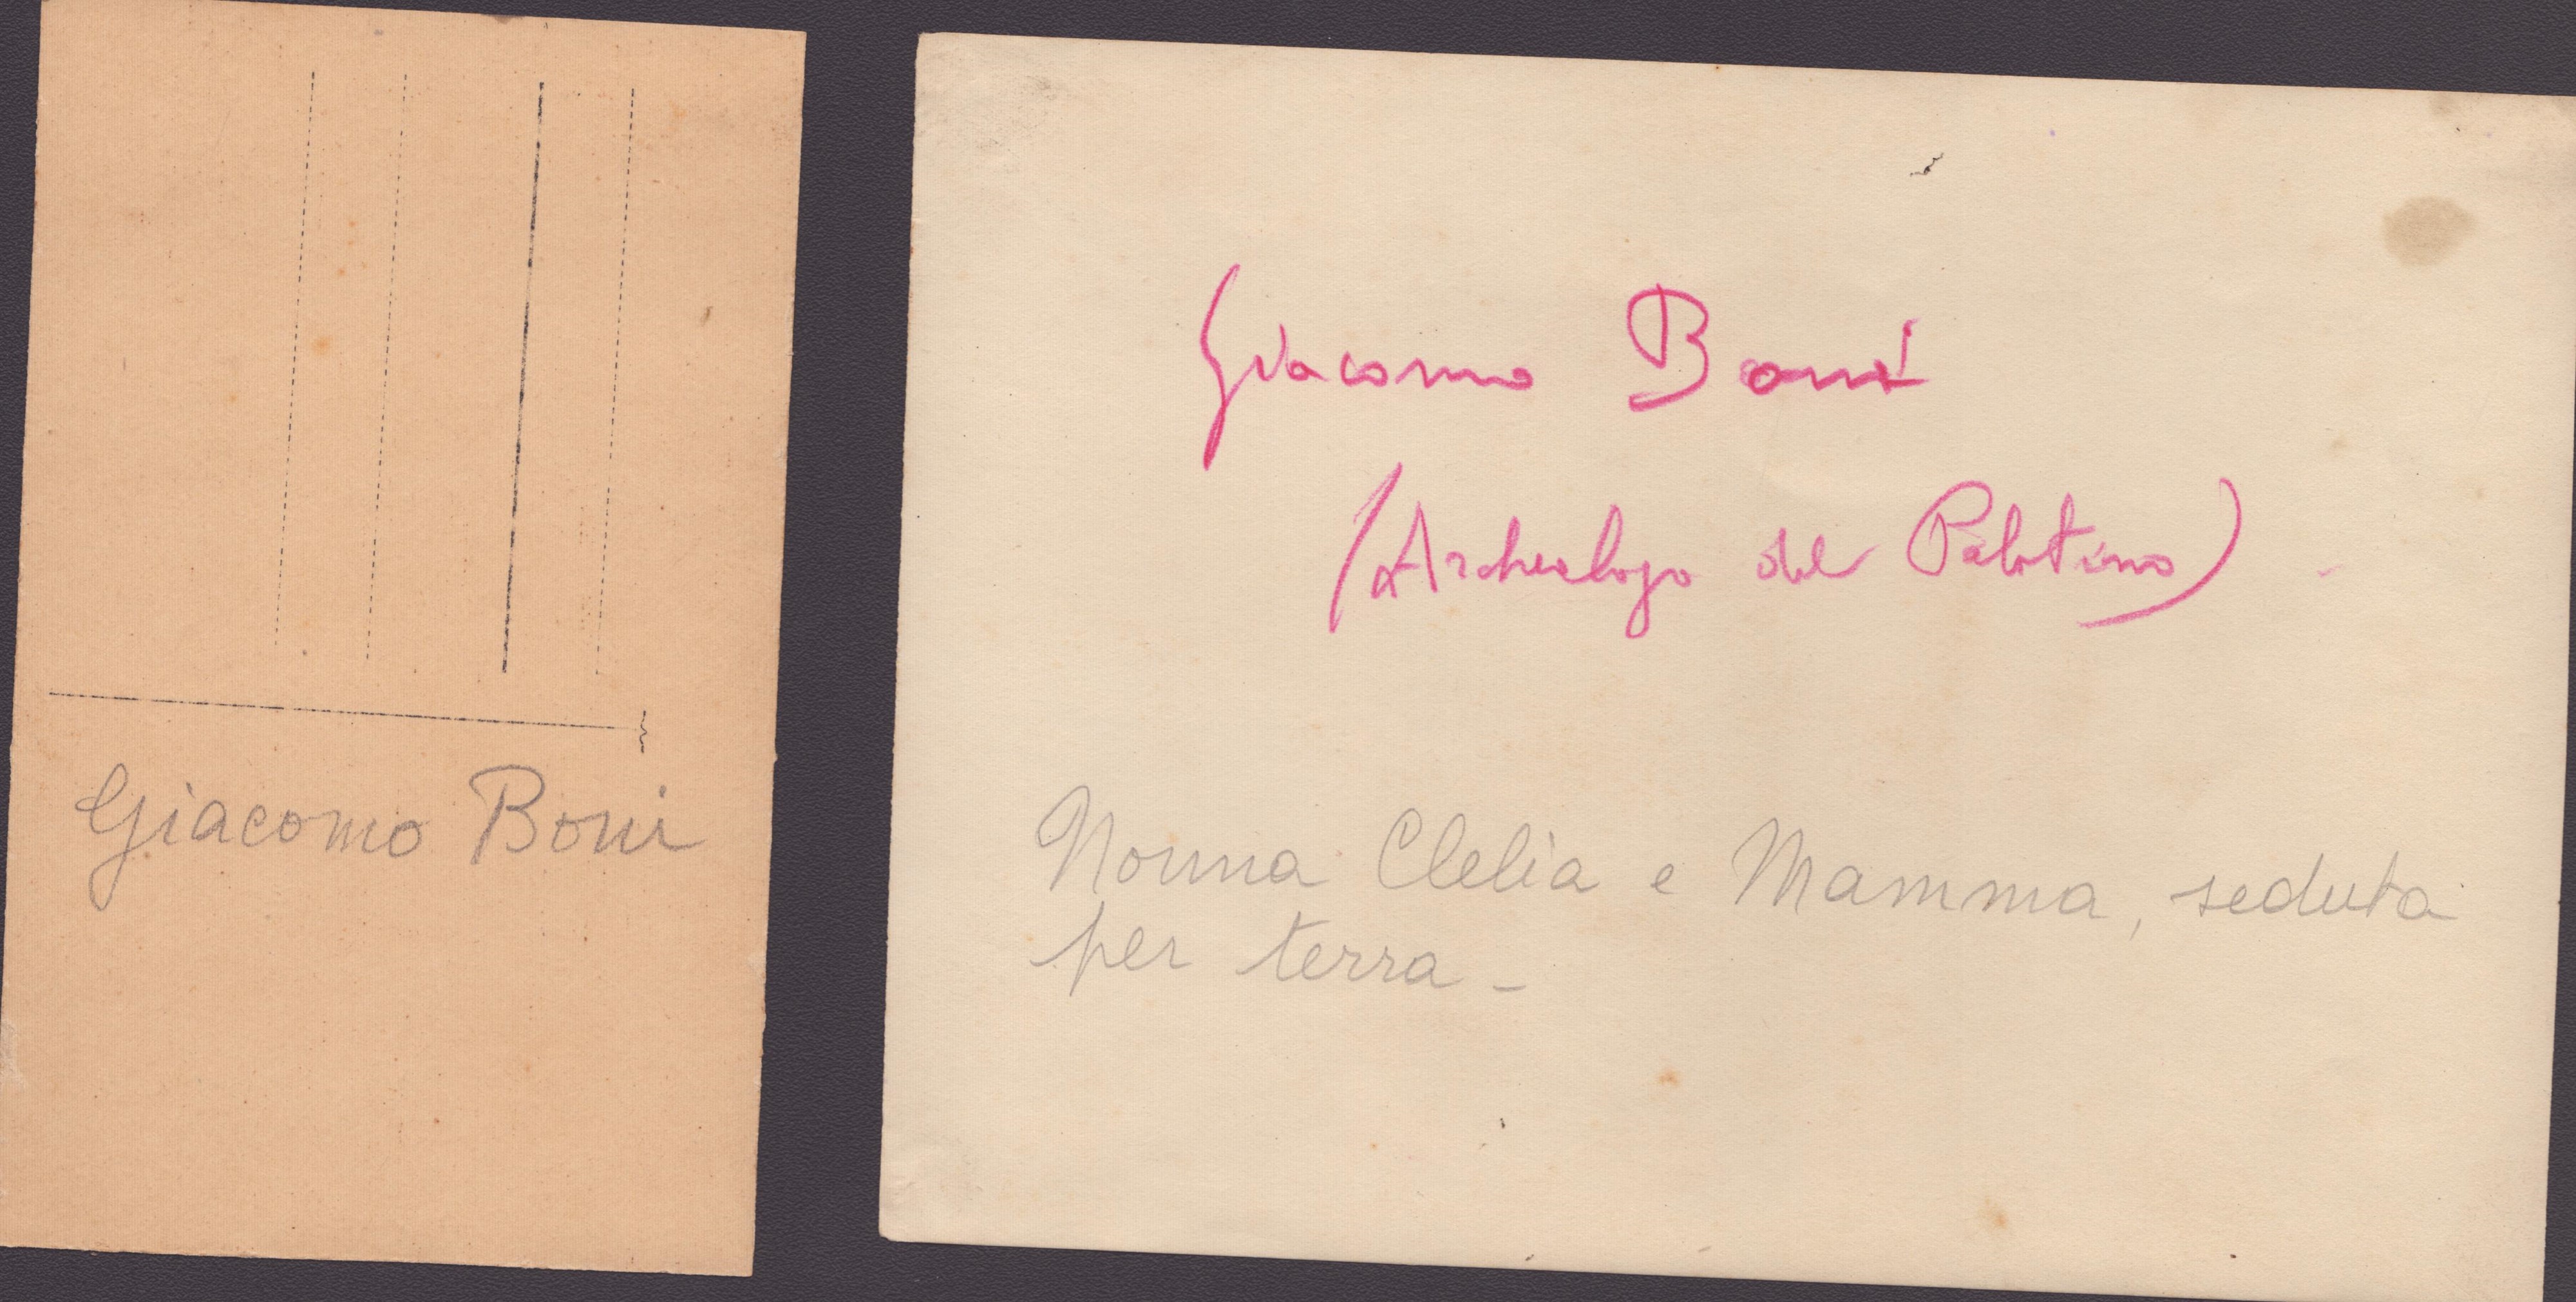 Giacomo Boni
Giacomo Boni
(Archeologo del Palatino) -
Nonna Clelia e Mamma, seduta
per terra -